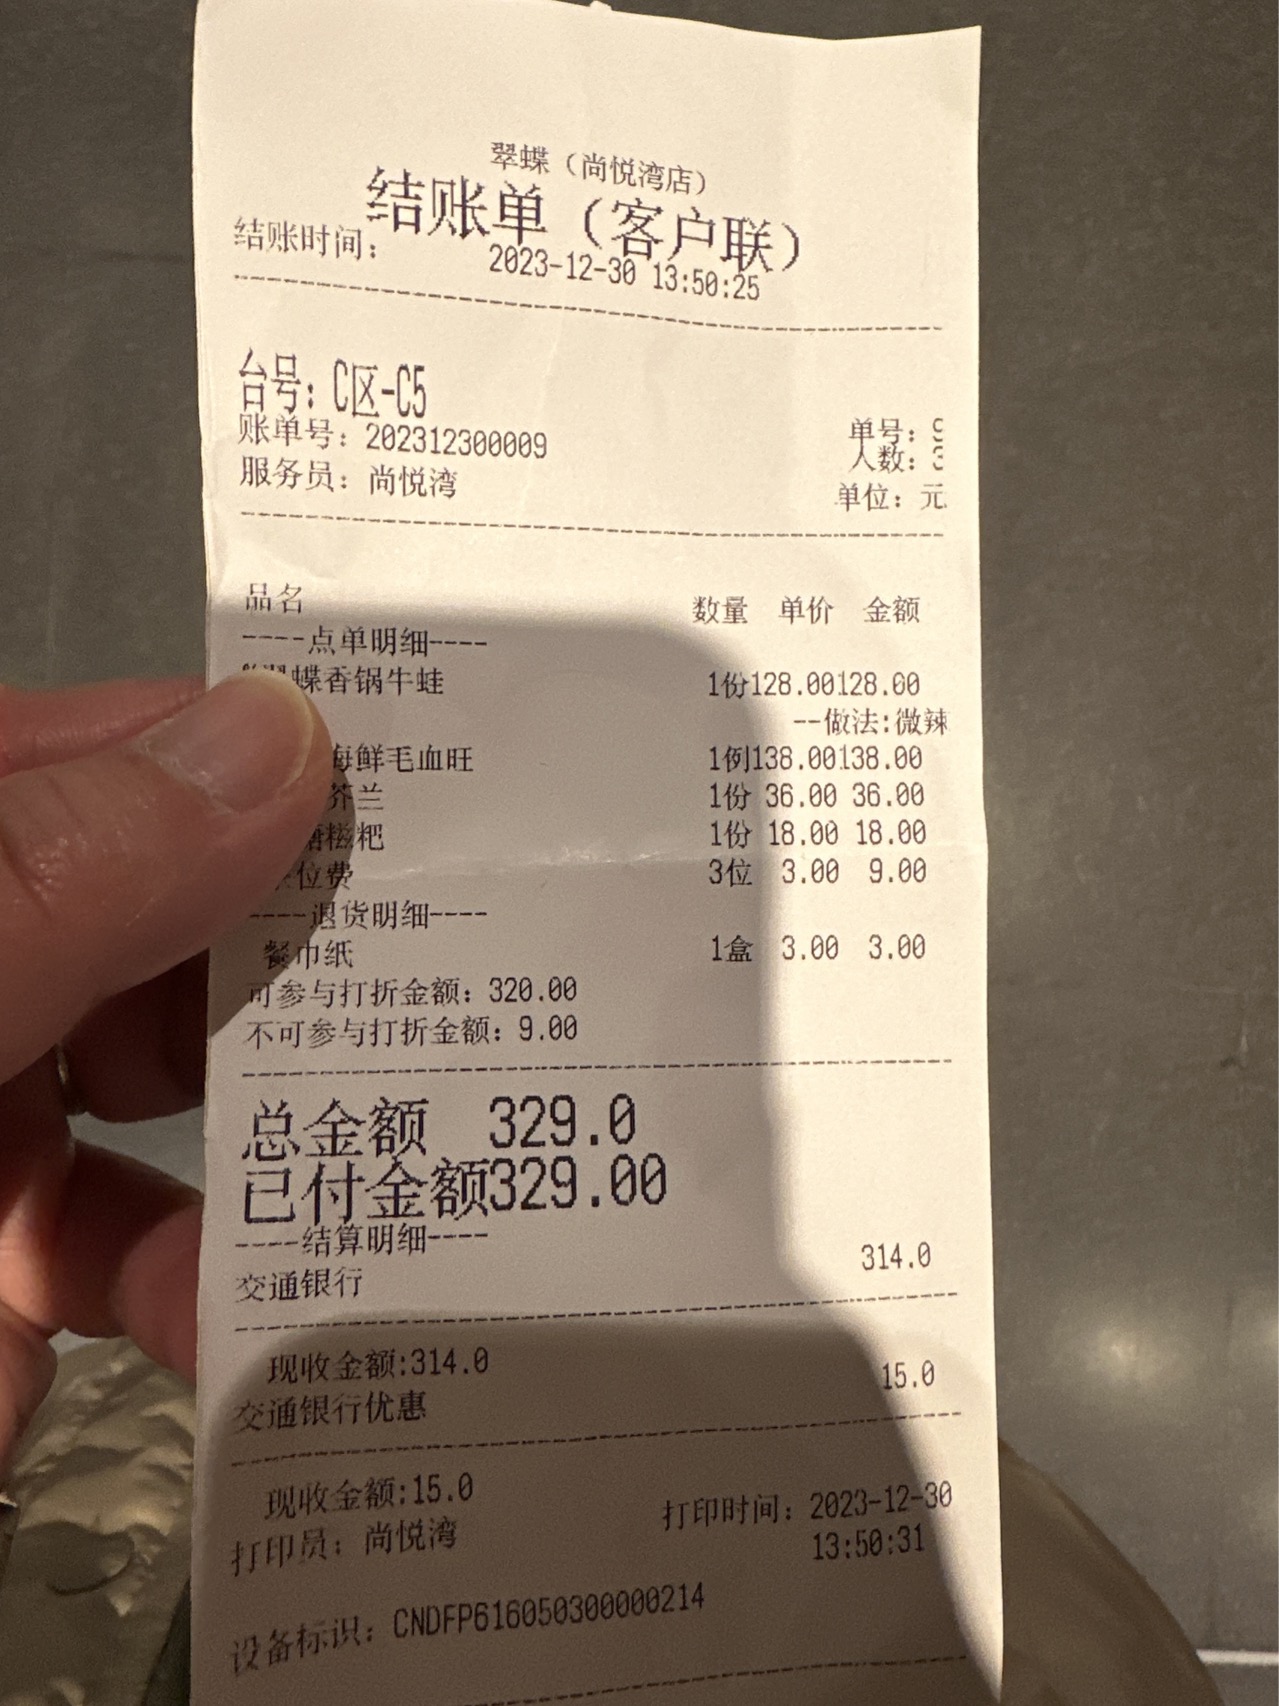 翠蝶（尚悦湾店）
结账单（客户联）
结账时间： 2023-12-30 13:50:25
台号：C区-C5
账单号：202312300009 单号：
服务员：尚悦湾 人数：3
单位：元
品名 数量 单价 金额
----点单明细----
蝶香锅牛蛙 1份128.00128.00
--做法:微辣
海鲜毛血旺 1例138.00138.00
芥兰 1份 36.00 36.00
糖糍粑 1份 18.00 18.00
位费 3位 3.00 9.00
----退货明细----
餐巾纸 1盒 3.00 3.00
可参与打折金额：320.00
不可参与打折金额：9.00
总金额 329.0
已付金额329.00
----结算明细----
交通银行 314.0
现收金额:314.0
交通银行优惠 15.0
现收金额:15.0
打印员：尚悦湾 打印时间：2023-12-30
13:50:31
设备标识：CNDFP616050300000214